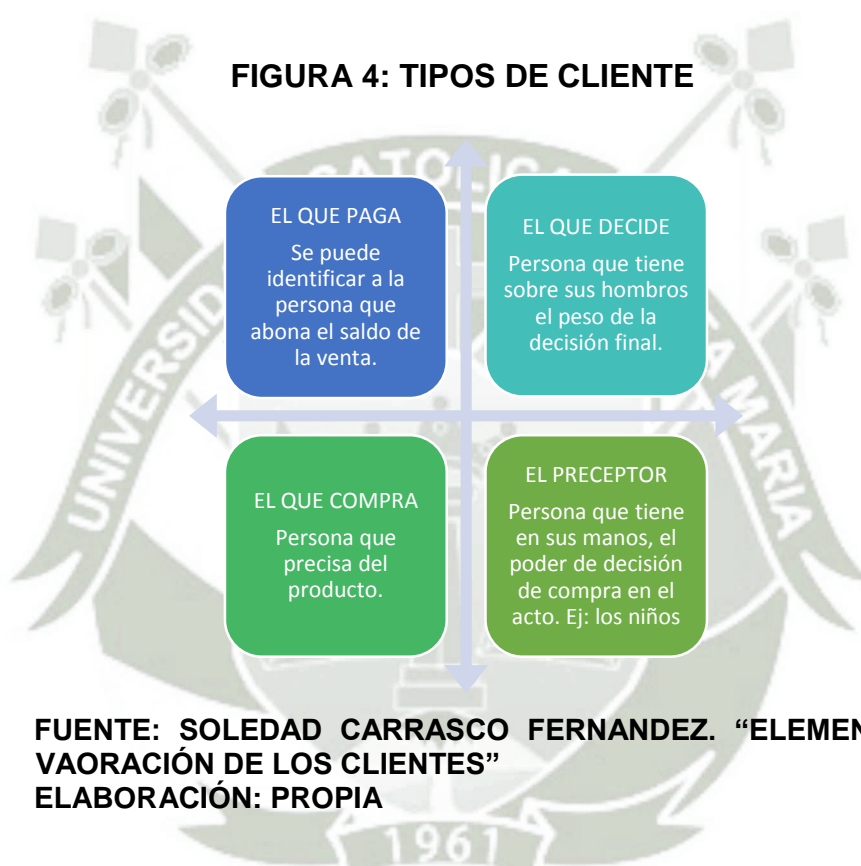 FIGURA 4: TIPOS DE CLIENTE
EL QUE PAGA
Se puede
identificar a la
persona que
abona el saldo de
la venta.
EL QUE DECIDE
Persona que tiene
sobre sus hombros
el peso de la
decisión final.
EL QUE COMPRA
Persona que
precisa del
producto.
EL PRECEPTOR
Persona que tiene
en sus manos, el
poder de decisión
de compra en el
acto. Ej: los niños
FUENTE: SOLEDAD CARRASCO FERNANDEZ. “ELEMEN
VAORACIÓN DE LOS CLIENTES”
ELABORACIÓN: PROPIA
CATOLICA
MARIA
1961